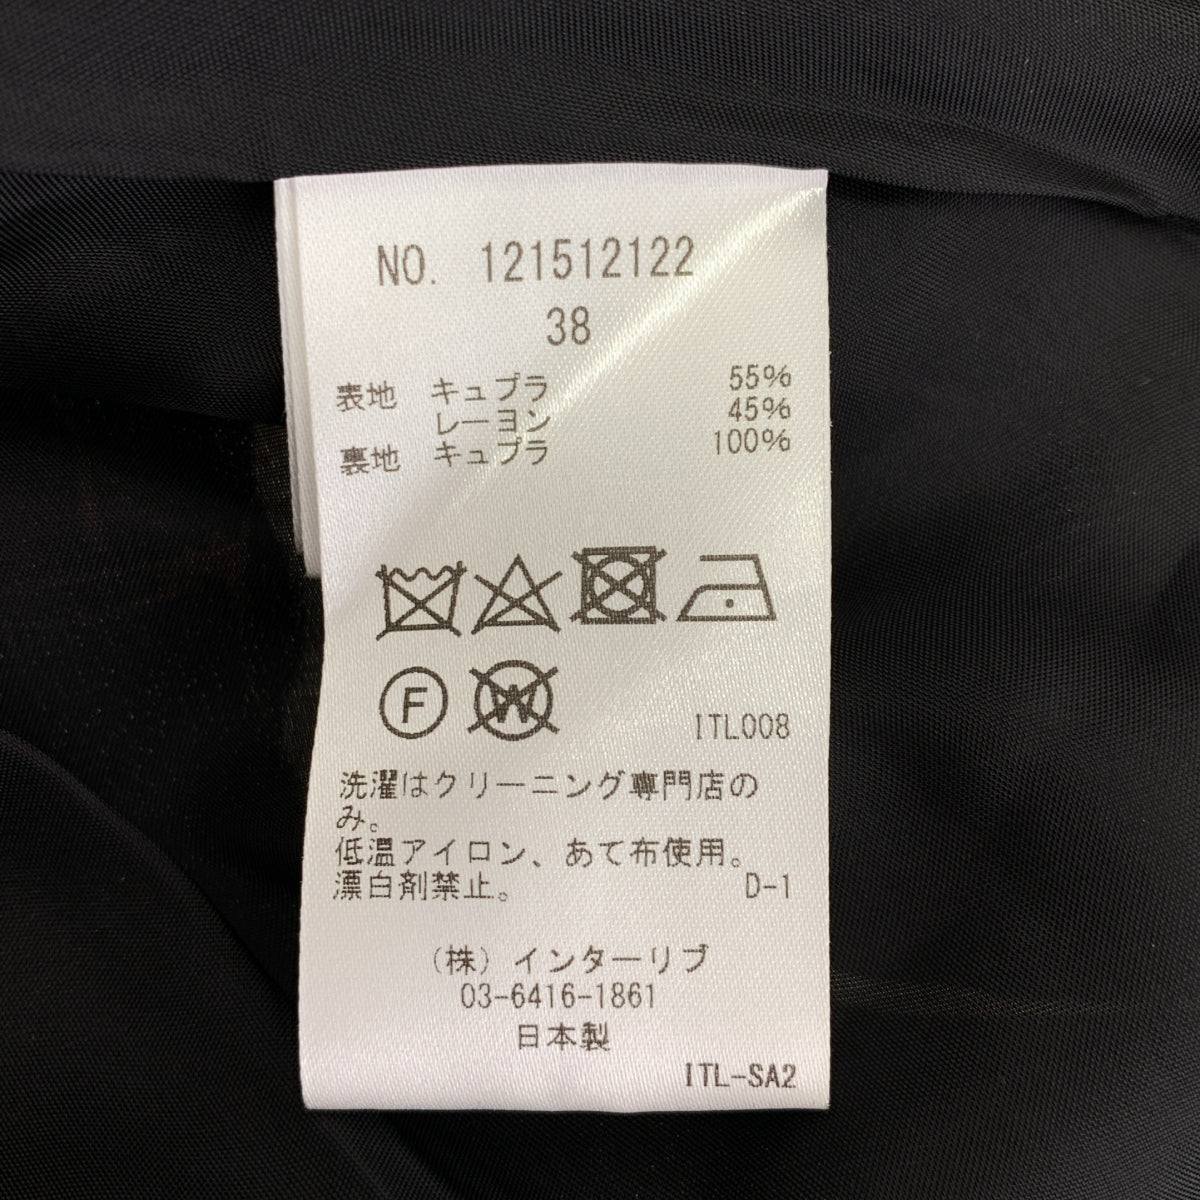 NO. 121512122
38
表地 キュプラ 55%
レーヨン 45%
裏地 キュプラ 100%
F W ITL008
洗濯はクリーニング専門店の
み。
低温アイロン、あて布使用。
漂白剤禁止。 D-1
(株)インターリブ
03-6416-1861
日本製
ITL-SA2